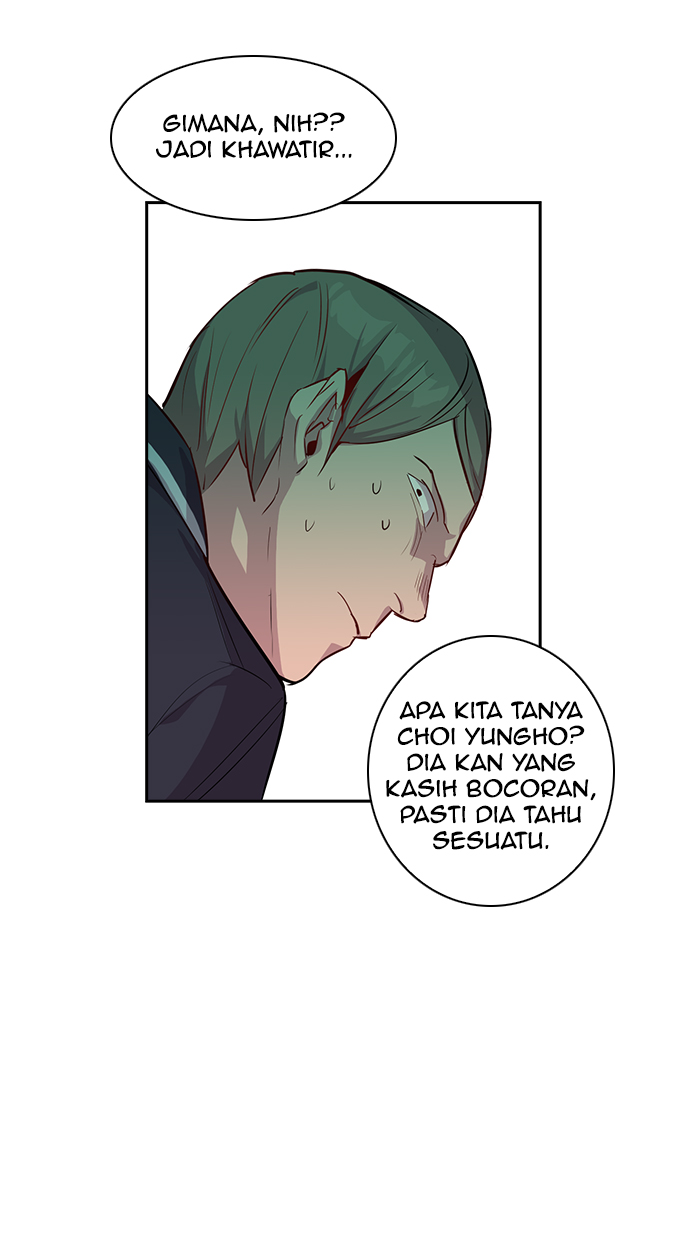 GIMANA, NIH??
JADI KHAWATIR...
APA KITA TANYA
CHOI YUNGHO?
DIA KAN YANG
KASIH BOCORAN,
PASTI DIA TAHU
SESUATU.